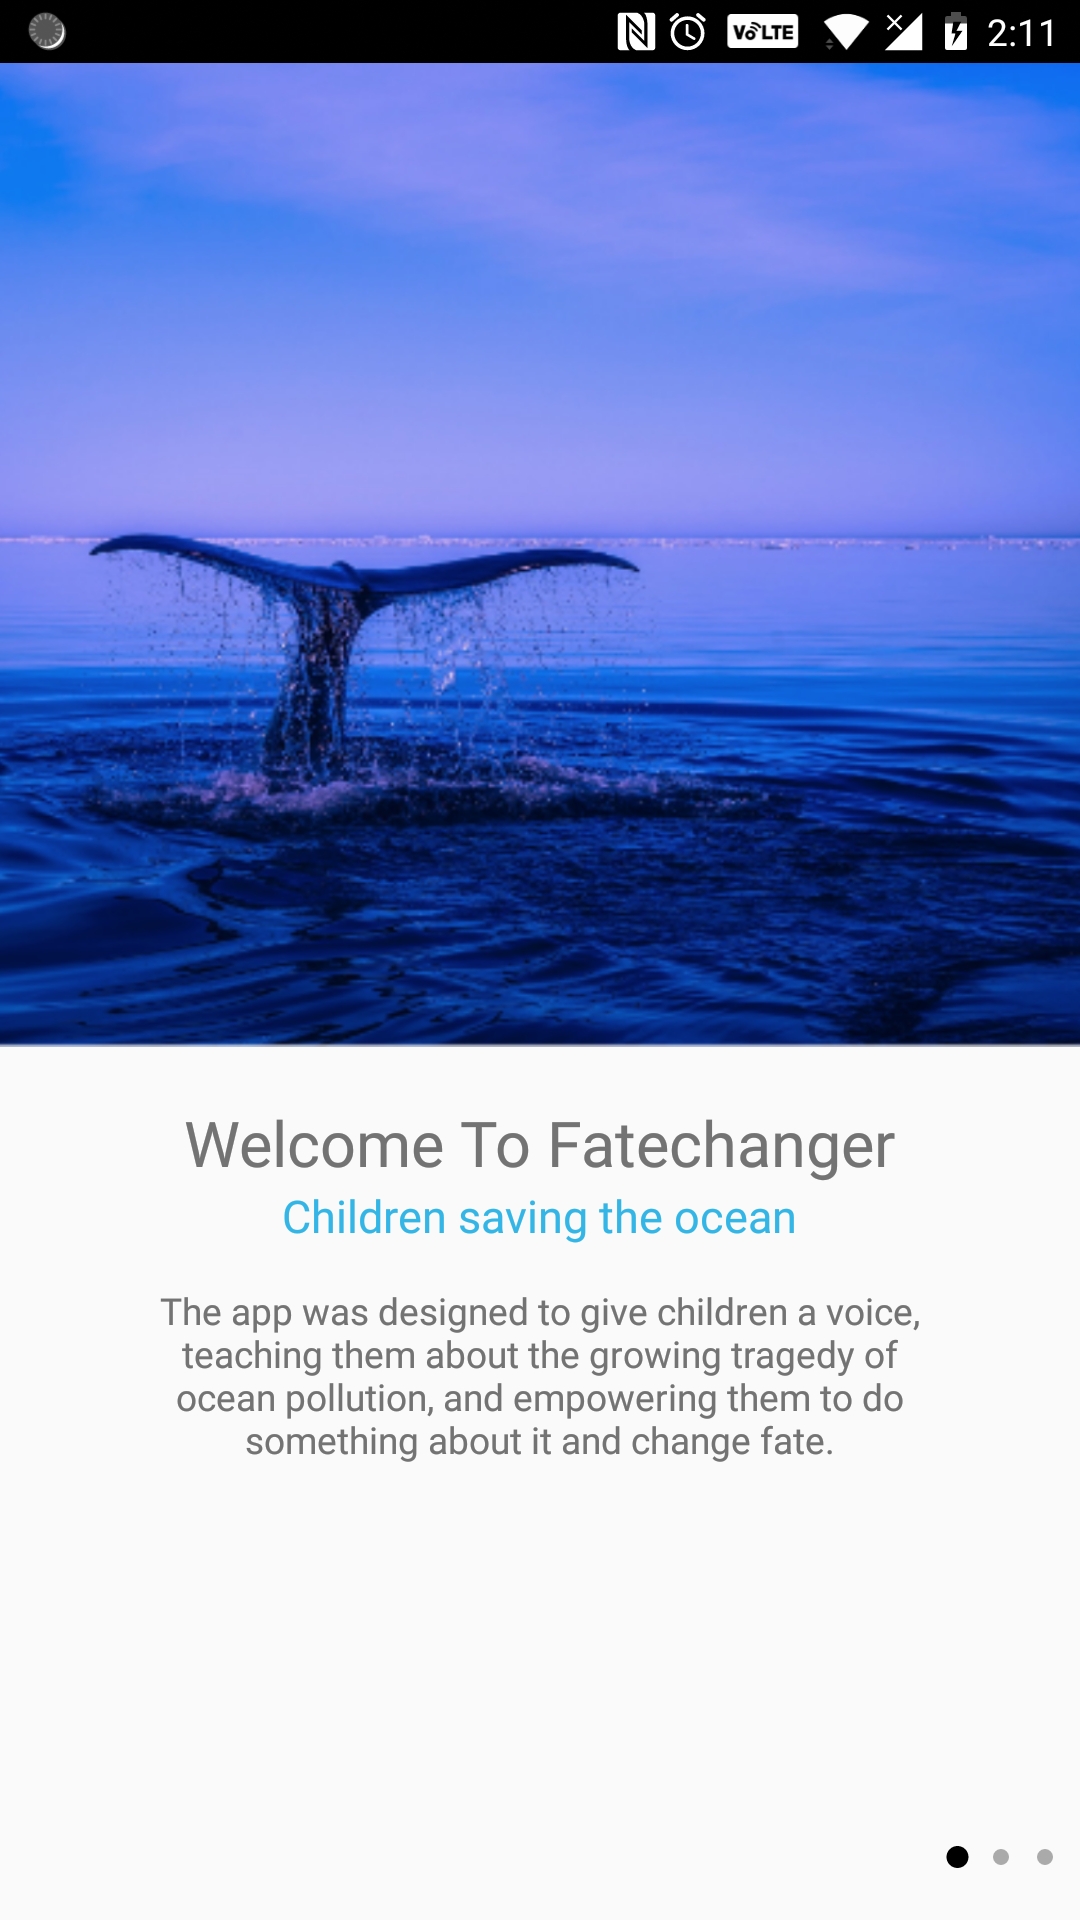 VoLTE 2:11
Welcome To Fatechanger
Children saving the ocean
The app was designed to give children a voice,
teaching them about the growing tragedy of
ocean pollution, and empowering them to do
something about it and change fate.